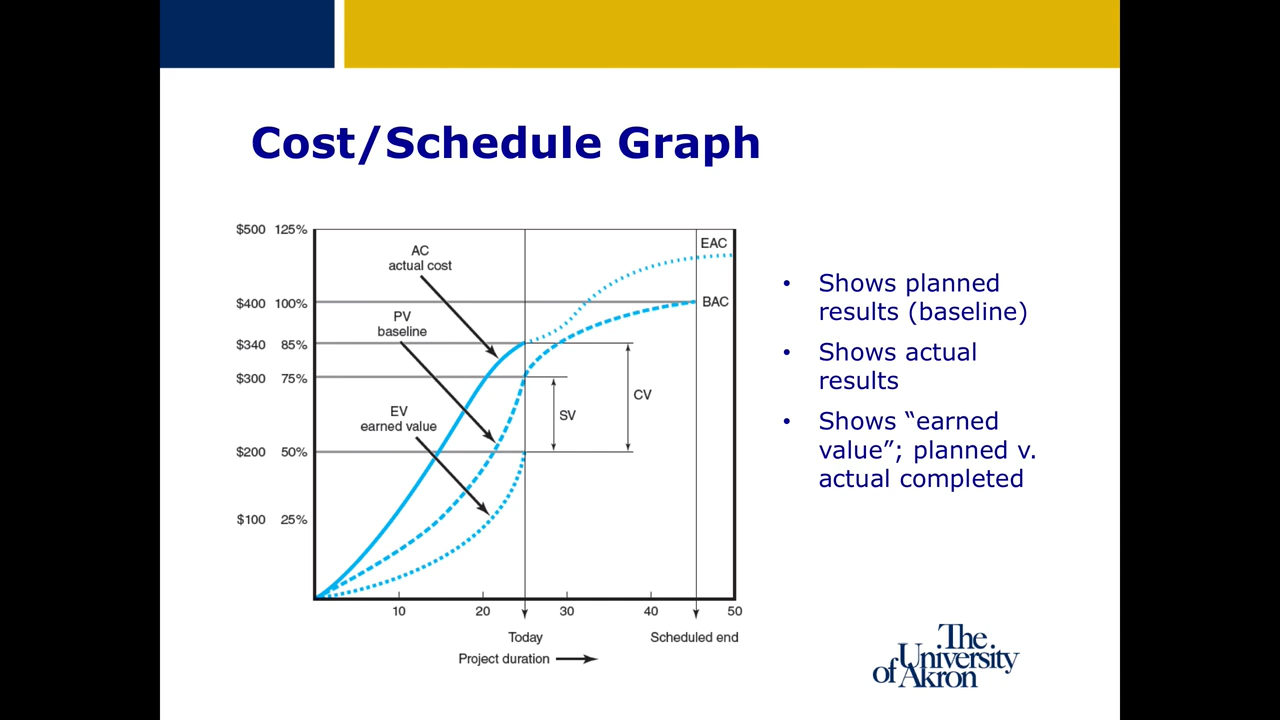 Cost/Schedule Graph
$500 125%
$400 100%
$340 85%
$300 75%
$200 50%
$100 25%
AC
actual cost
PV
baseline
EV
earned value
EAC
BAC
CV
SV
10 20 30 40 50
Today
Scheduled end
Project duration
• Shows planned
results (baseline)
• Shows actual
results
• Shows “earned
value”; planned v.
actual completed
The
University
of Akron